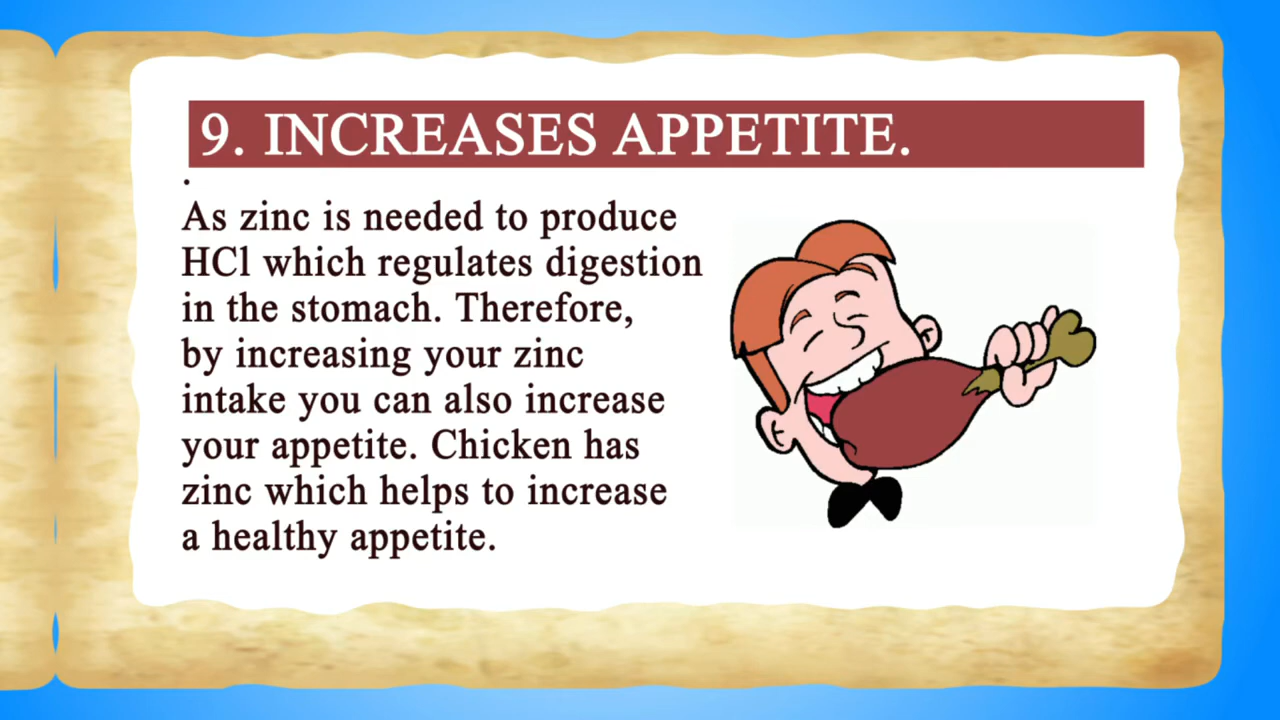 9. INCREASES APPETITE.
.
As zinc is needed to produce
HCl which regulates digestion
in the stomach. Therefore,
by increasing your zinc
intake you can also increase
your appetite. Chicken has
zinc which helps to increase
a healthy appetite.